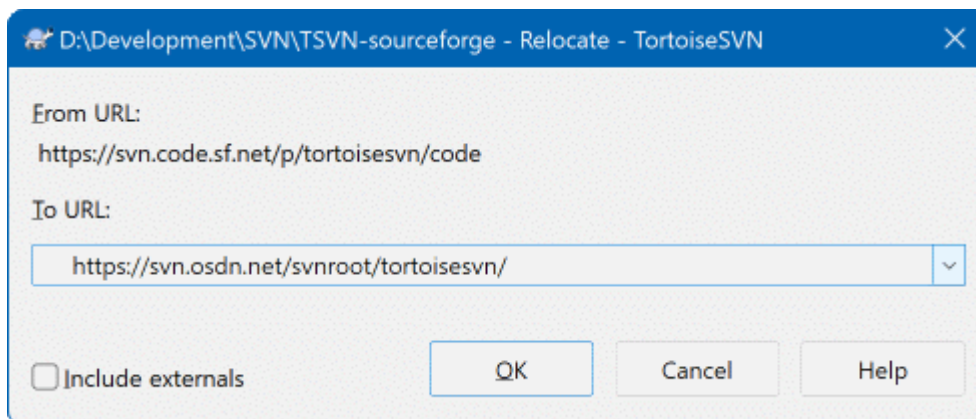 D:\Development\SVN\TSVN-sourceforge - Relocate - TortoiseSVN
From URL:
https://svn.code.sf.net/p/tortoisesvn/code
To URL:
https://svn.osdn.net/svnroot/tortoisesvn/
Include externals
OK
Cancel
Help